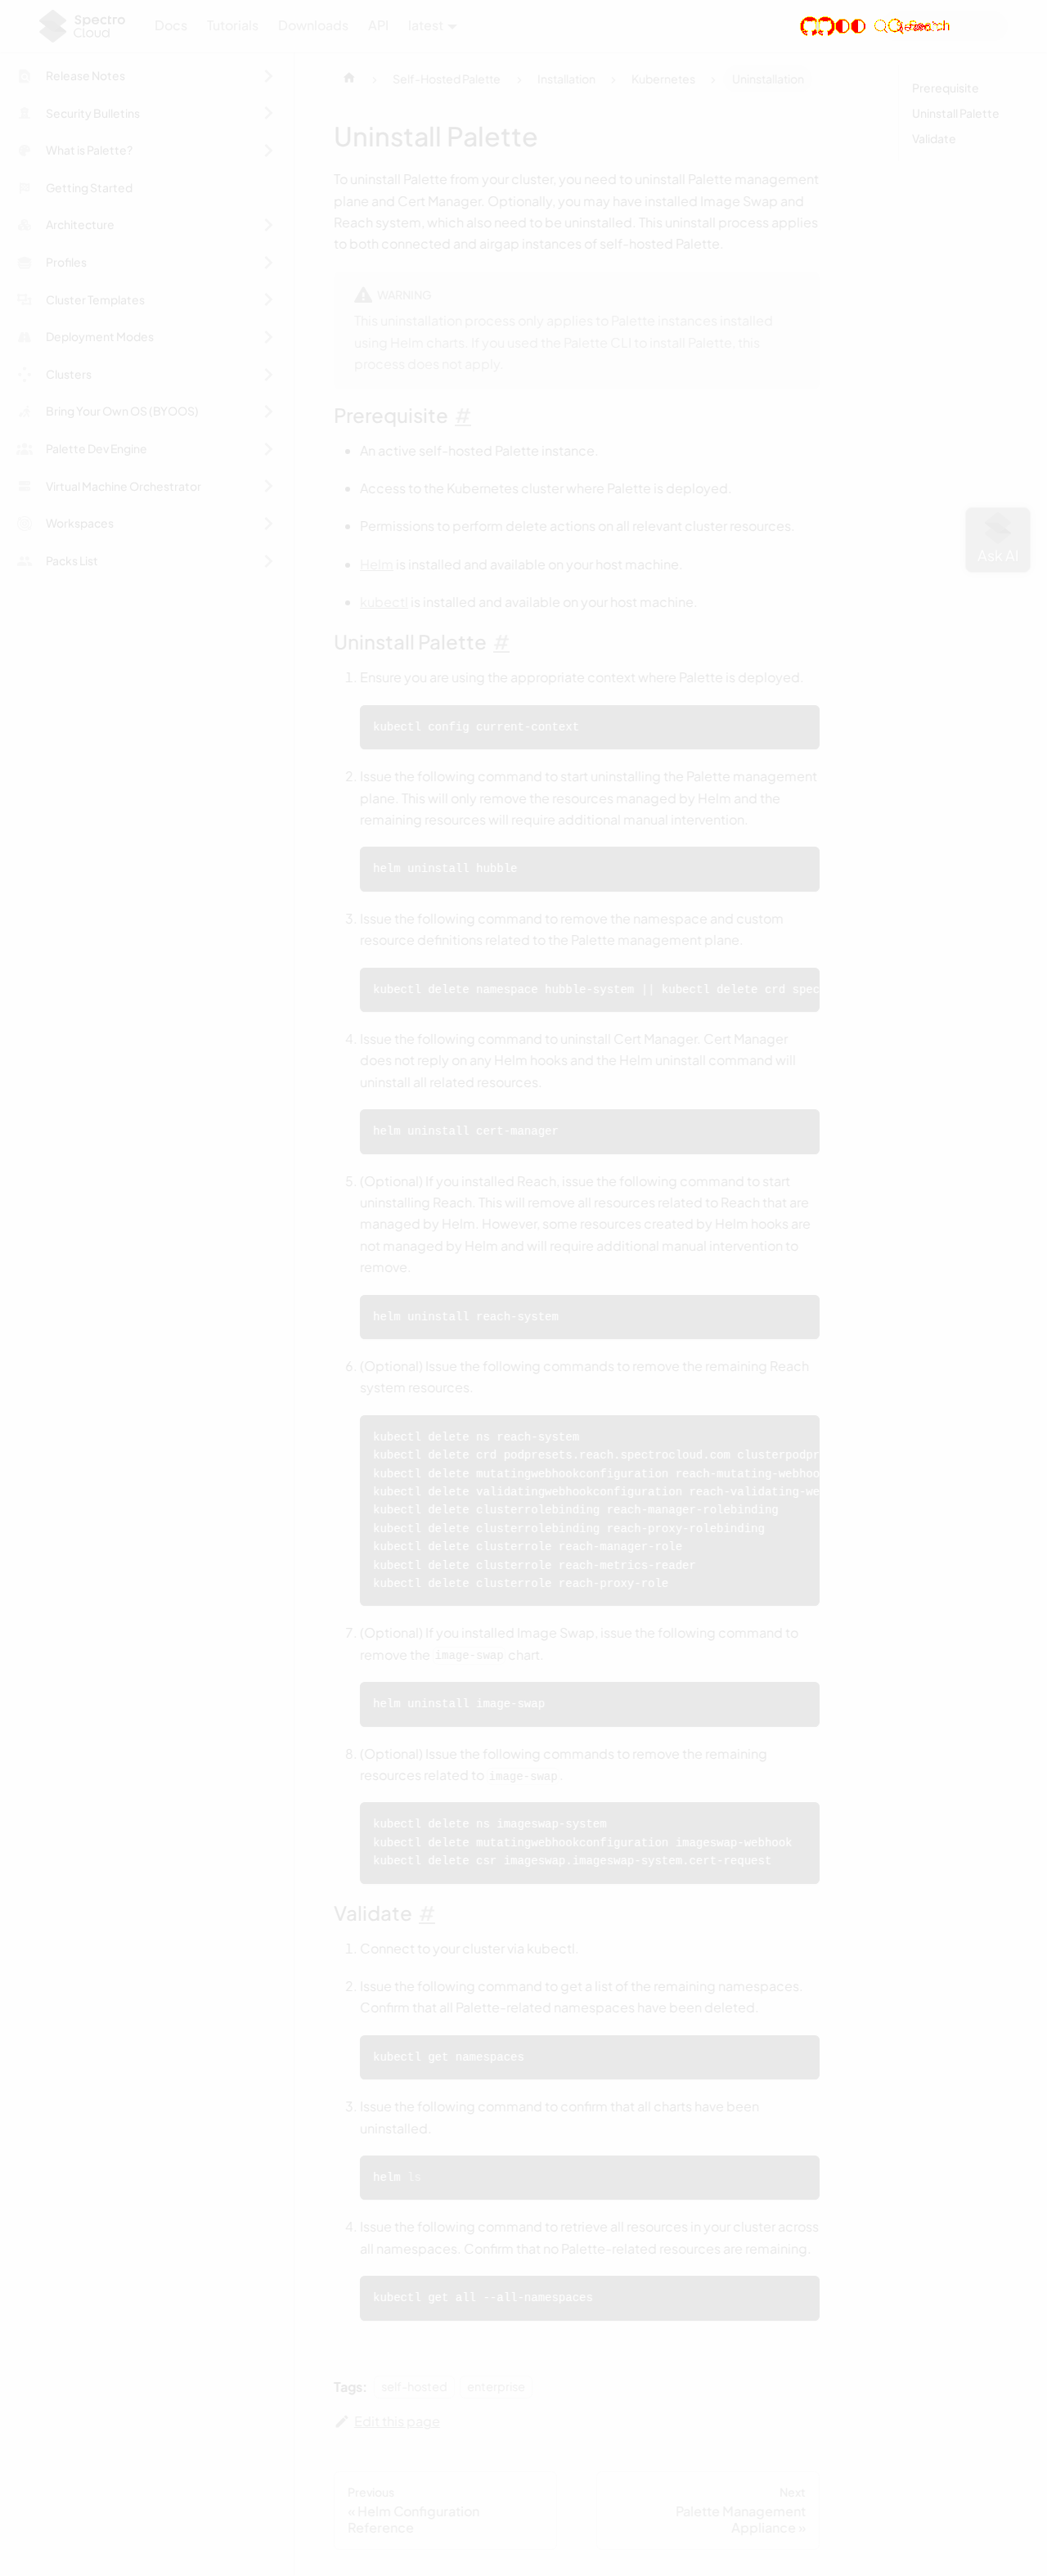 Spectro
Cloud
Docs
Tutorials
Downloads
API
latest
Release Notes
Security Bulletins
What is Palette?
Getting Started
Architecture
Profiles
Cluster Templates
Deployment Modes
Clusters
Bring Your Own OS (BYOOS)
Palette Dev Engine
Virtual Machine Orchestrator
Workspaces
Packs List
Self-Hosted Palette
Installation
Kubernetes
Uninstallation
Uninstall Palette
To uninstall Palette from your cluster, you need to uninstall Palette management
plane and Cert Manager. Optionally, you may have installed Image Swap and
Reach system, which also need to be uninstalled. This uninstall process applies
to both connected and airgap instances of self-hosted Palette.
WARNING
This uninstallation process only applies to Palette instances installed
using Helm charts. If you used the Palette CLI to install Palette, this
process does not apply.
Prerequisite #
• An active self-hosted Palette instance.
• Access to the Kubernetes cluster where Palette is deployed.
• Permissions to perform delete actions on all relevant cluster resources.
• Helm is installed and available on your host machine.
• kubectl is installed and available on your host machine.
Uninstall Palette #
1. Ensure you are using the appropriate context where Palette is deployed.
kubectl config current-context
2. Issue the following command to start uninstalling the Palette management
plane. This will only remove the resources managed by Helm and the
remaining resources will require additional manual intervention.
helm uninstall hubble
3. Issue the following command to remove the namespace and custom
resource definitions related to the Palette management plane.
kubectl delete namespace hubble-system || kubectl delete crd spec
4. Issue the following command to uninstall Cert Manager. Cert Manager
does not reply on any Helm hooks and the Helm uninstall command will
uninstall all related resources.
helm uninstall cert-manager
5. (Optional) If you installed Reach, issue the following command to start
uninstalling Reach. This will remove all resources related to Reach that are
managed by Helm. However, some resources created by Helm hooks are
not managed by Helm and will require additional manual intervention to
remove.
helm uninstall reach-system
6. (Optional) Issue the following commands to remove the remaining Reach
system resources.
kubectl delete ns reach-system
kubectl delete crd podpresets.reach.spectrocloud.com clusterpodpr
kubectl delete mutatingwebhookconfiguration reach-mutating-webhoo
kubectl delete validatingwebhookconfiguration reach-validating-we
kubectl delete clusterrolebinding reach-manager-rolebinding
kubectl delete clusterrolebinding reach-proxy-rolebinding
kubectl delete clusterrole reach-manager-role
kubectl delete clusterrole reach-metrics-reader
kubectl delete clusterrole reach-proxy-role
7. (Optional) If you installed Image Swap, issue the following command to
remove the image-swap chart.
helm uninstall image-swap
8. (Optional) Issue the following commands to remove the remaining
resources related to image-swap.
kubectl delete ns imageswap-system
kubectl delete mutatingwebhookconfiguration imageswap-webhook
kubectl delete csr imageswap.imageswap-system.cert-request
Validate #
1. Connect to your cluster via kubectl.
2. Issue the following command to get a list of the remaining namespaces.
Confirm that all Palette-related namespaces have been deleted.
kubectl get namespaces
3. Issue the following command to confirm that all charts have been
uninstalled.
helm ls
4. Issue the following command to retrieve all resources in your cluster across
all namespaces. Confirm that no Palette-related resources are remaining.
kubectl get all --all-namespaces
Tags: self-hosted enterprise
Edit this page
Previous
« Helm Configuration
Reference
Next
Palette Management
Appliance »
Prerequisite
Uninstall Palette
Validate
Ask AI